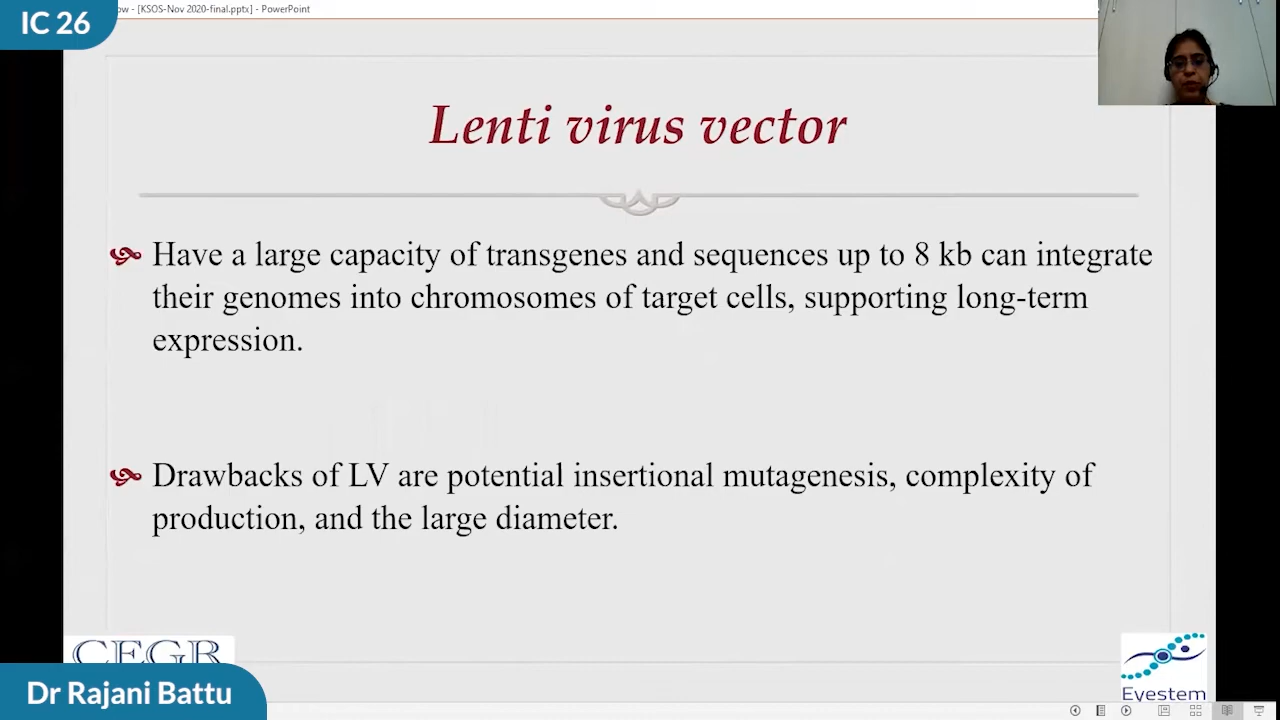 IC 26
- [KSOS-Nov 2020-final.pptx] - PowerPoint
Lenti virus vector
Have a large capacity of transgenes and sequences up to 8 kb can integrate
their genomes into chromosomes of target cells, supporting long-term
expression.
Drawbacks of LV are potential insertional mutagenesis, complexity of
production, and the large diameter.
CEGR
Eyestem
Dr Rajani Battu